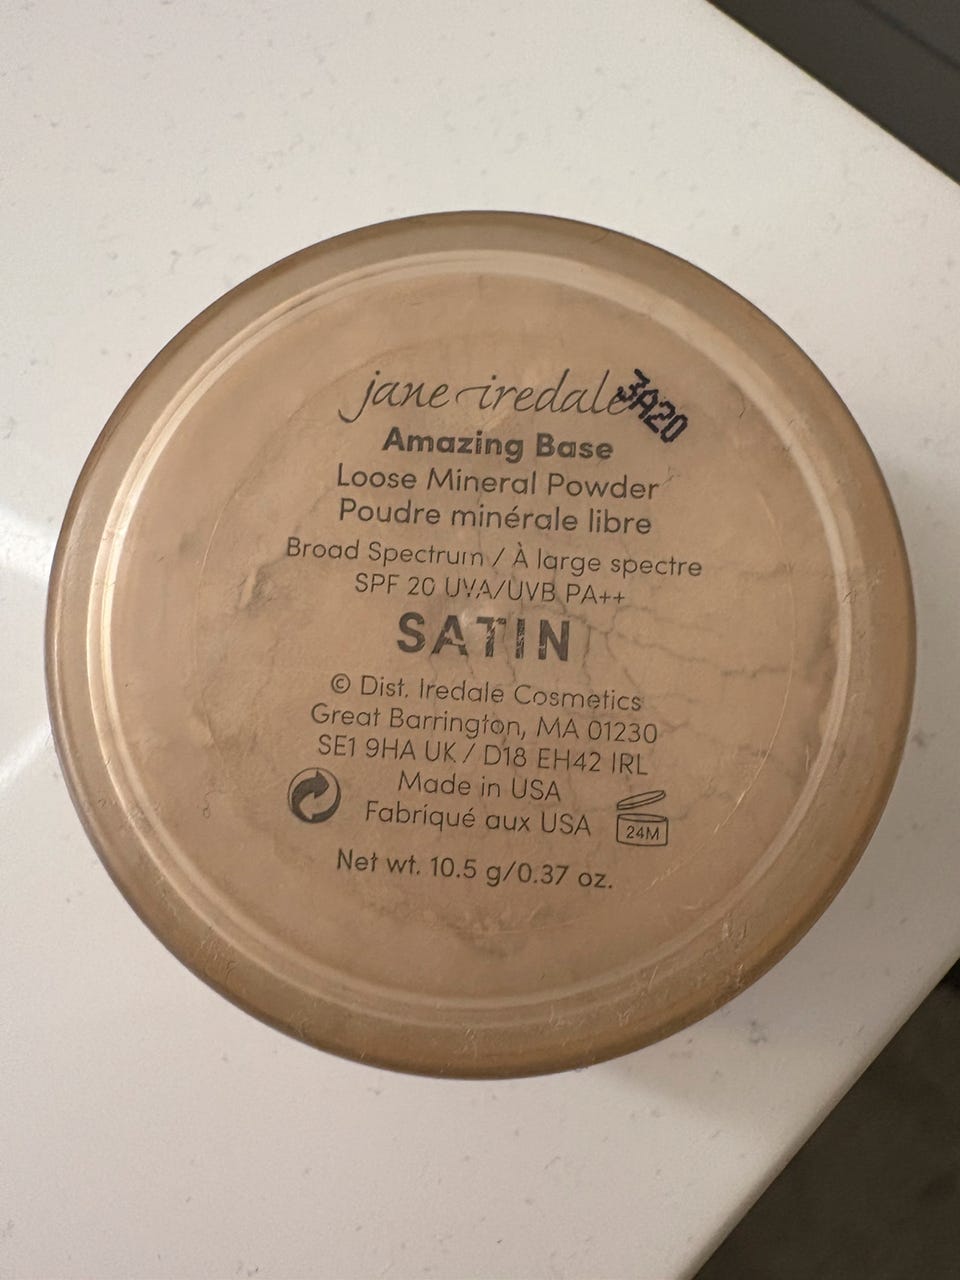 jane iredale
3A20
Amazing Base
Loose Mineral Powder
Poudre minérale libre
Broad Spectrum / À large spectre
SPF 20 UVA/UVB PA++
SATIN
© Dist. Iredale Cosmetics
Great Barrington, MA 01230
SE1 9HA UK / D18 EH42 IRL
Made in USA
Fabriqué aux USA
24M
Net wt. 10.5 g/0.37 oz.